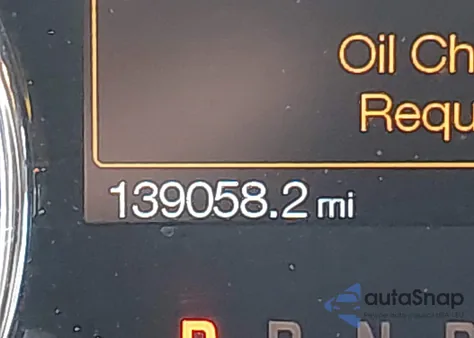 Oil Ch
Requ
139058.2 mi
autoSnap
P R N D